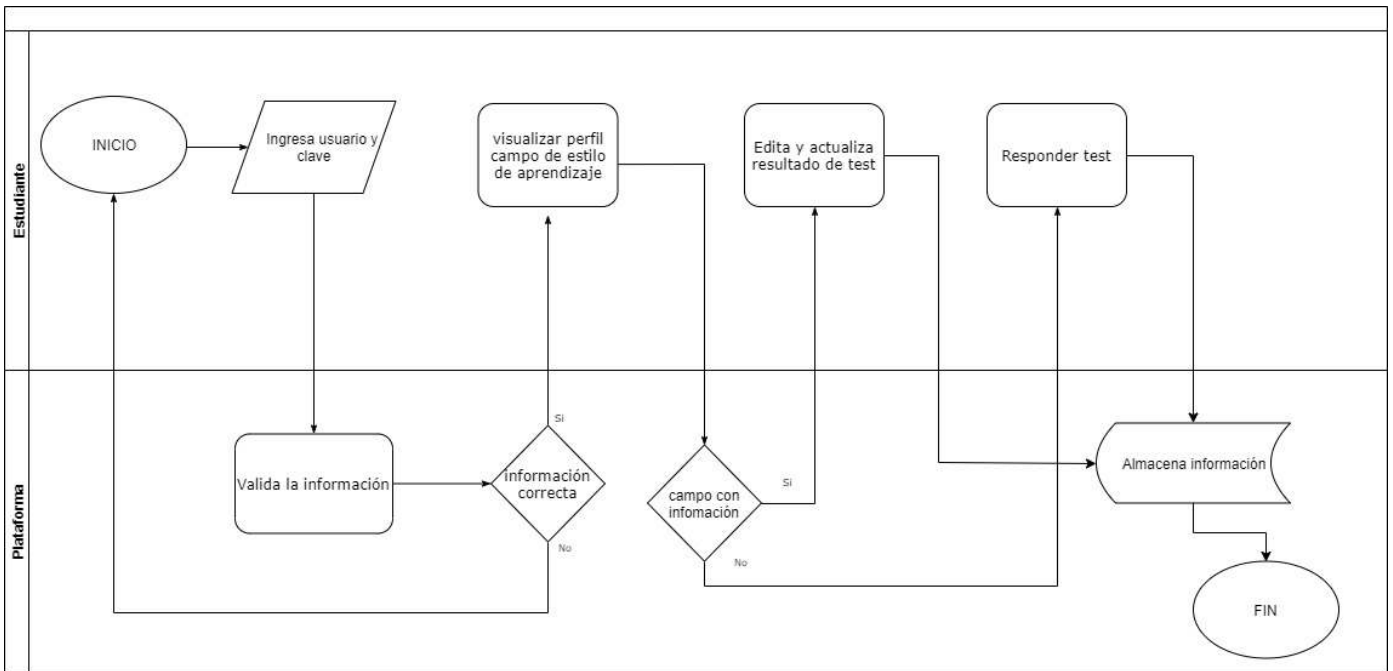 Estudiante
INICIO
Ingresa usuario y
clave
visualizar perfil
campo de estilo
de aprendizaje
Edita y actualiza
resultado de test
Responder test
Plataforma
Valida la información
Si
información
correcta
No
campo con
infomación
Si
No
Almacena información
FIN